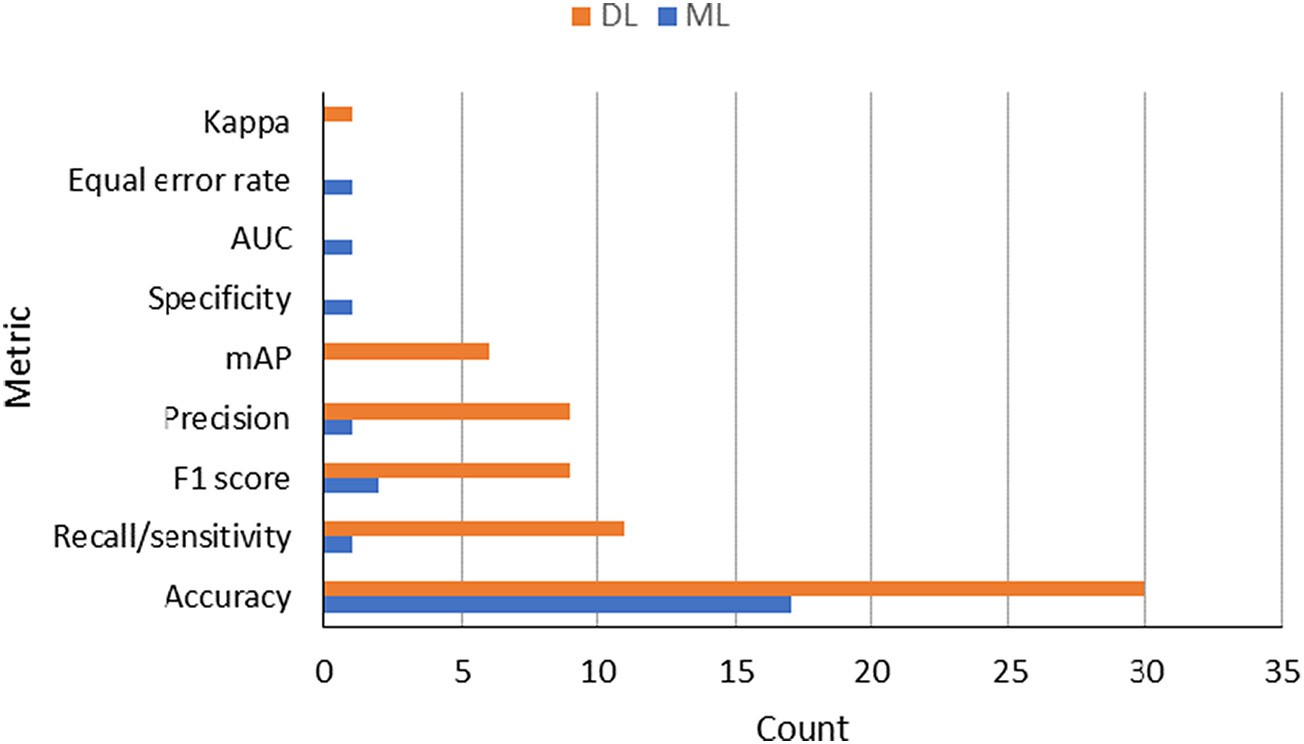 DL ML
Kappa
Equal error rate
AUC
Specificity
mAP
Precision
F1 score
Recall/sensitivity
Accuracy
Metric
0 5 10 15 20 25 30 35
Count